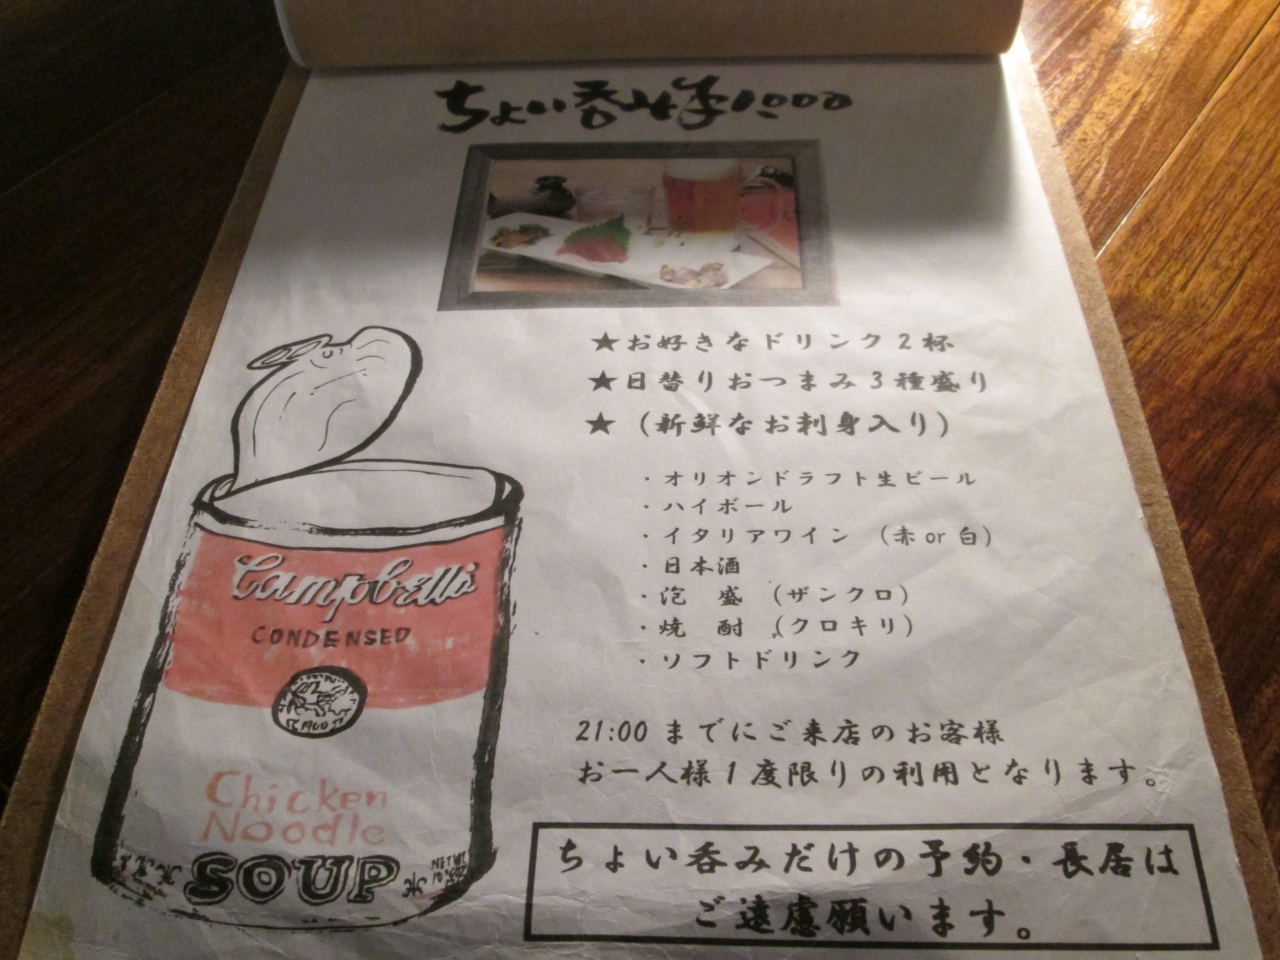 ちょい呑み様1000
★お好きなドリンク2杯
★日替りおつまみ3種盛り
★(新鮮なお刺身入り)
・オリオンドラフト生ビール
・ハイボール
・イタリアワイン (赤or白)
・日本酒
・泡 盛 (ザンクロ)
・焼 酎 (クロキリ)
・ソフトドリンク
21:00 までにご来店のお客様
お一人様1度限りの利用となります。
ちょい呑みだけの予約・長居は
ご遠慮願います。
Campbell's
CONDENSED
1900
Chicken
Noodle
SOUP